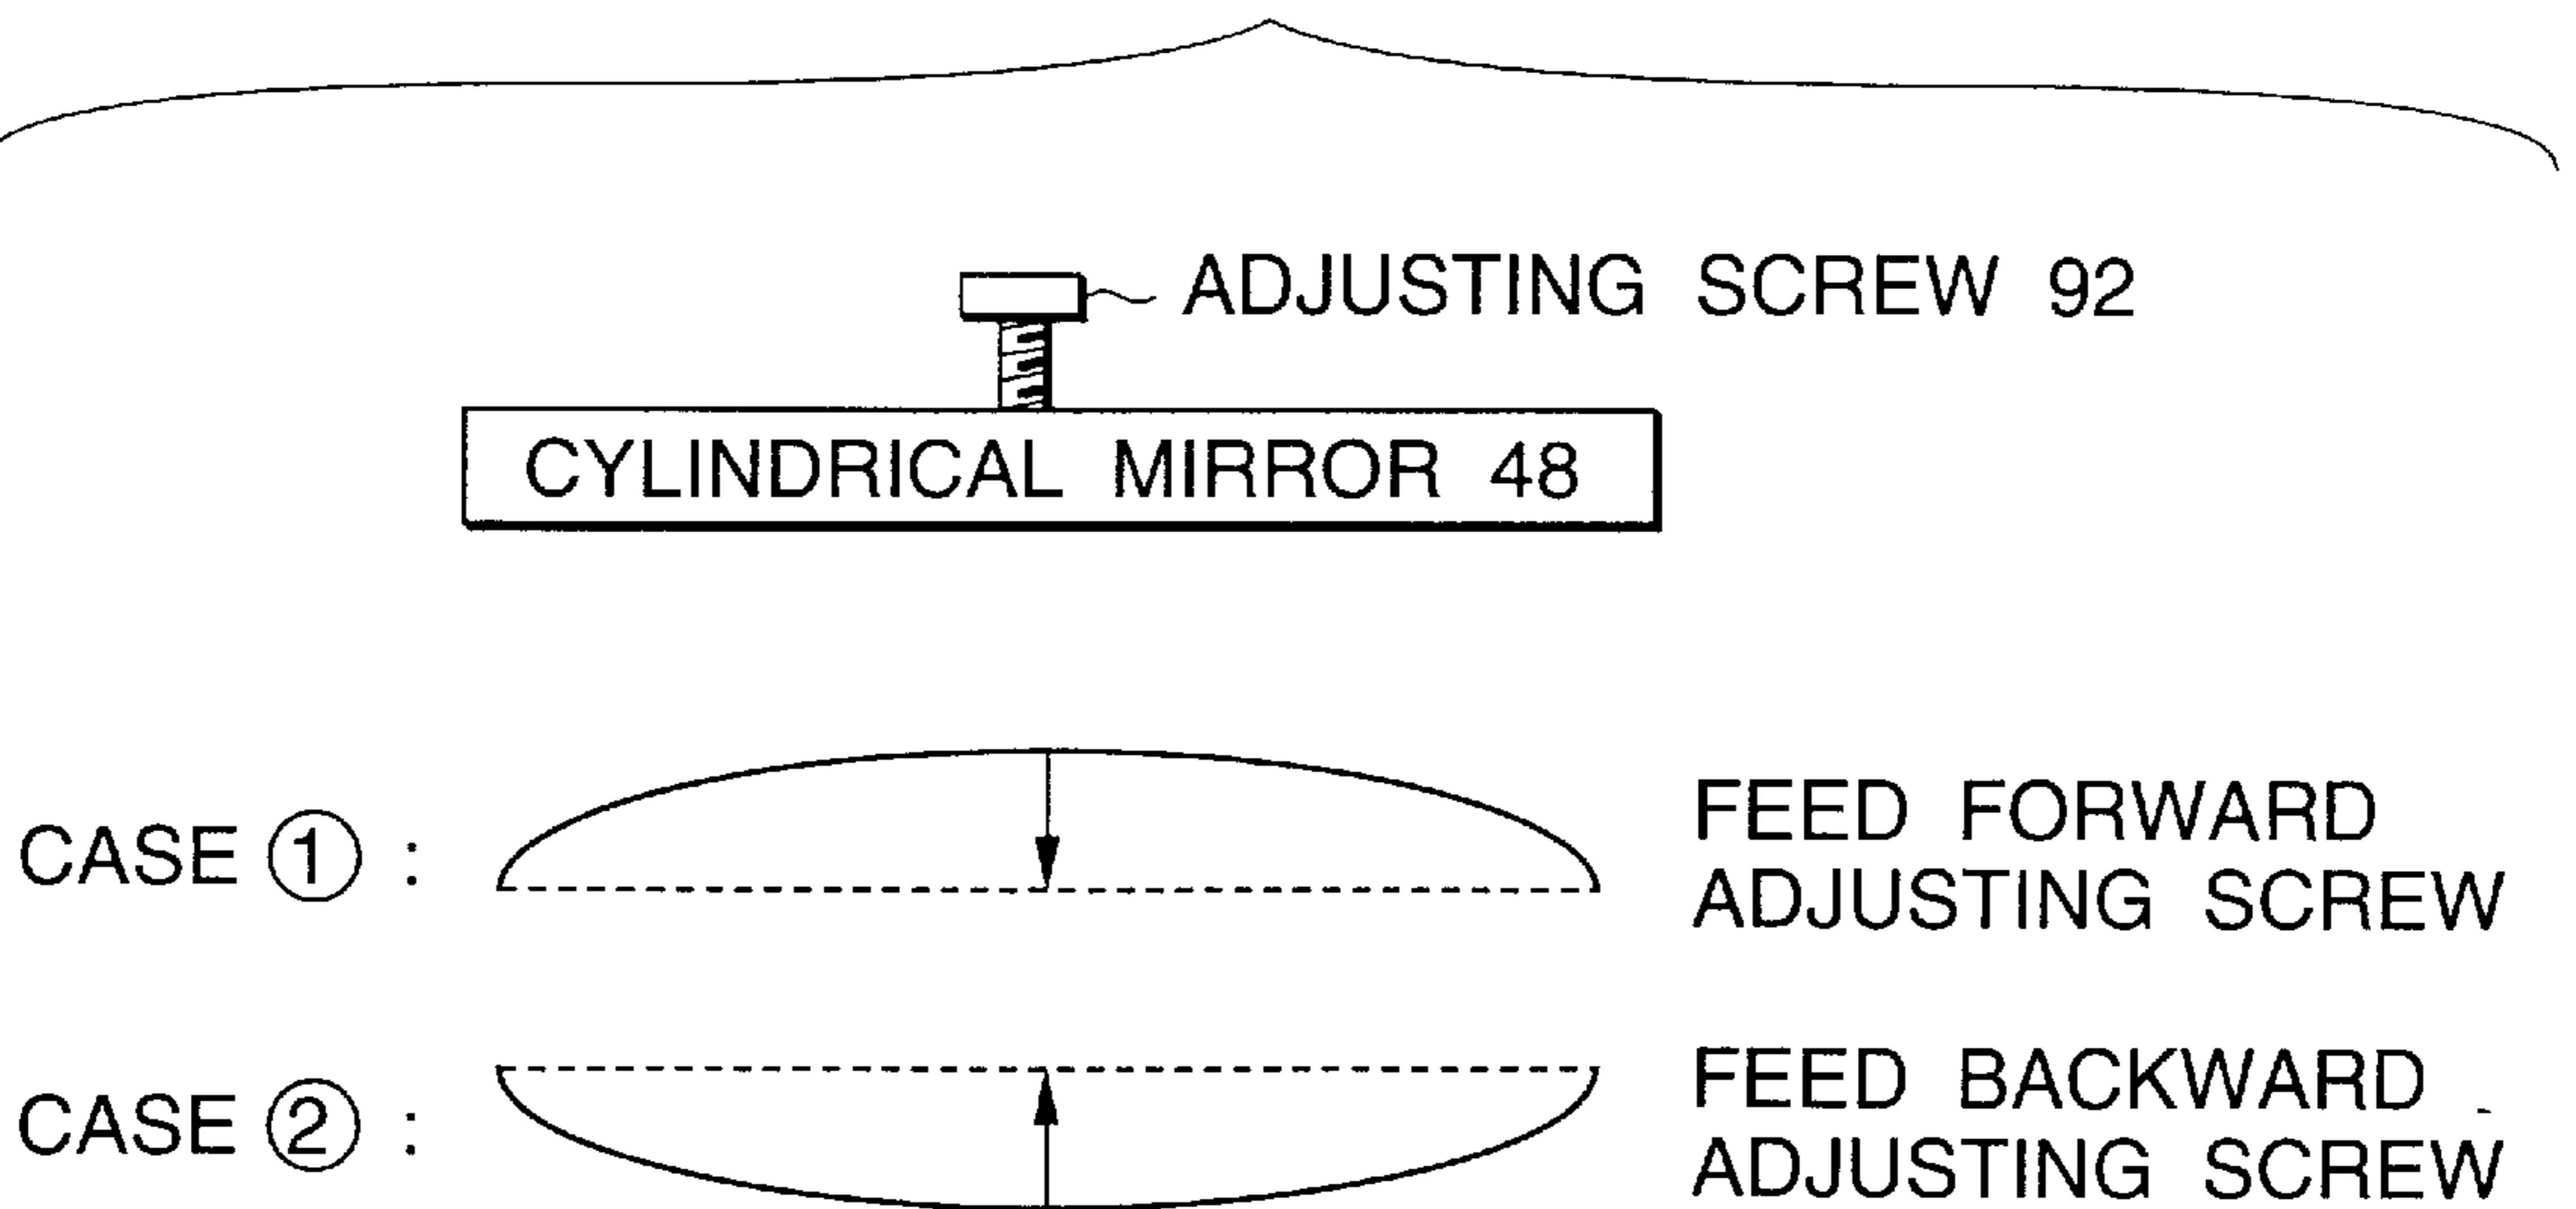 ADJUSTING SCREW 92
CYLINDRICAL MIRROR 48
CASE ① :
FEED FORWARD
ADJUSTING SCREW
CASE ② :
FEED BACKWARD
ADJUSTING SCREW